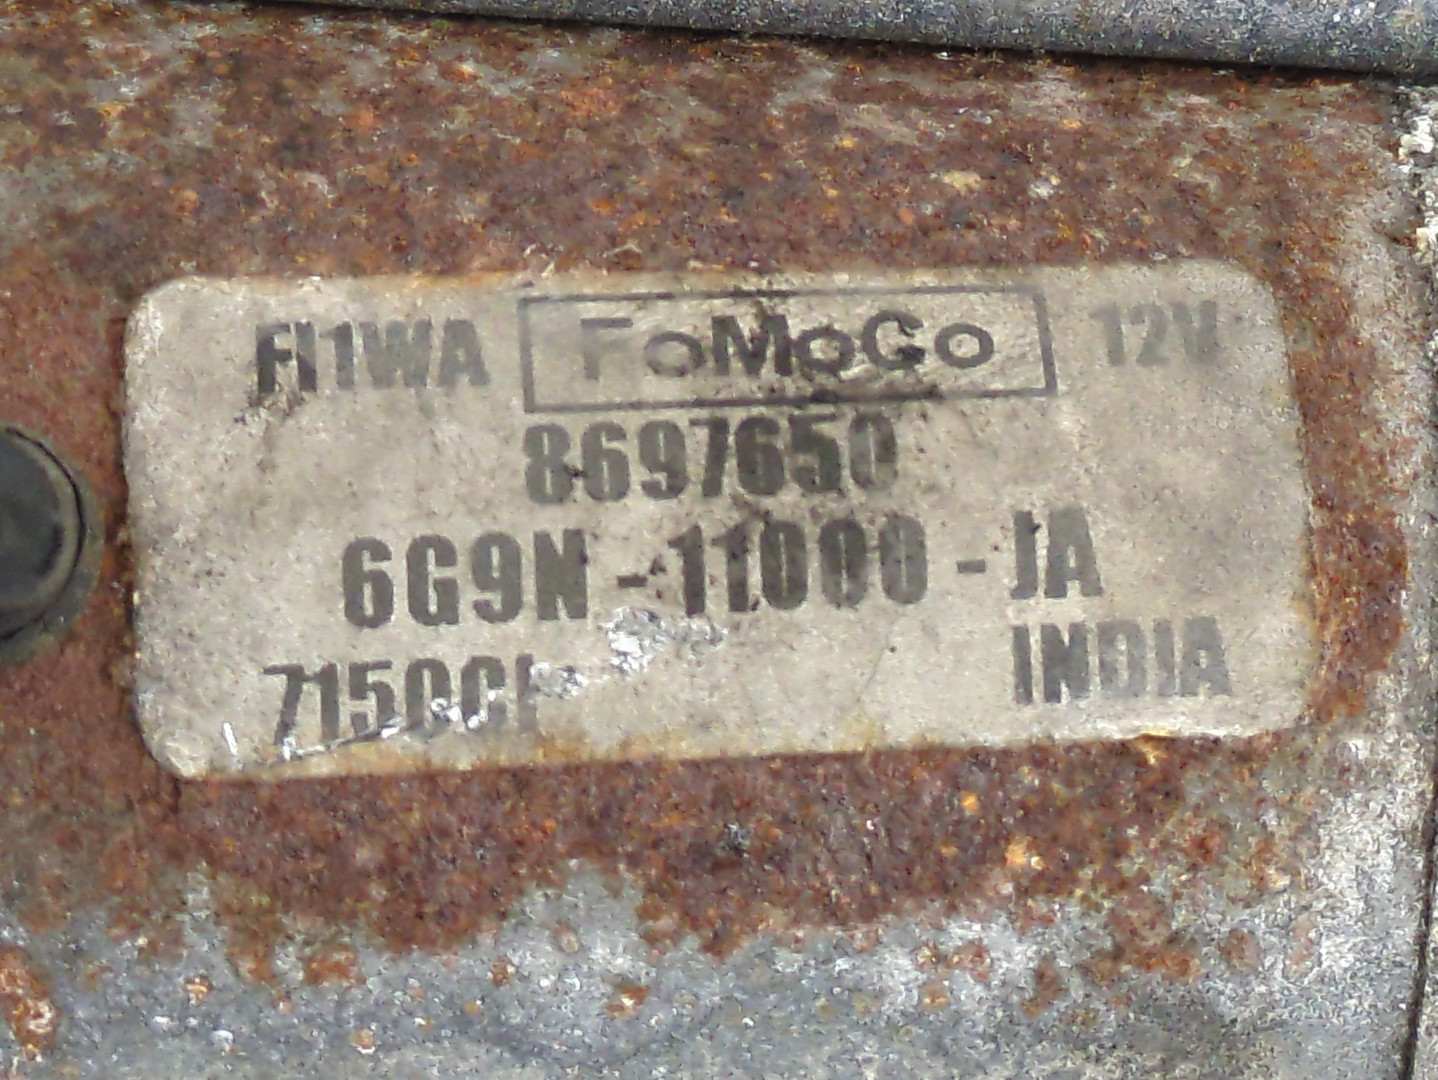 FI1WA FoMoCo 12V
8697650
6G9N-11000-JA
INDIA